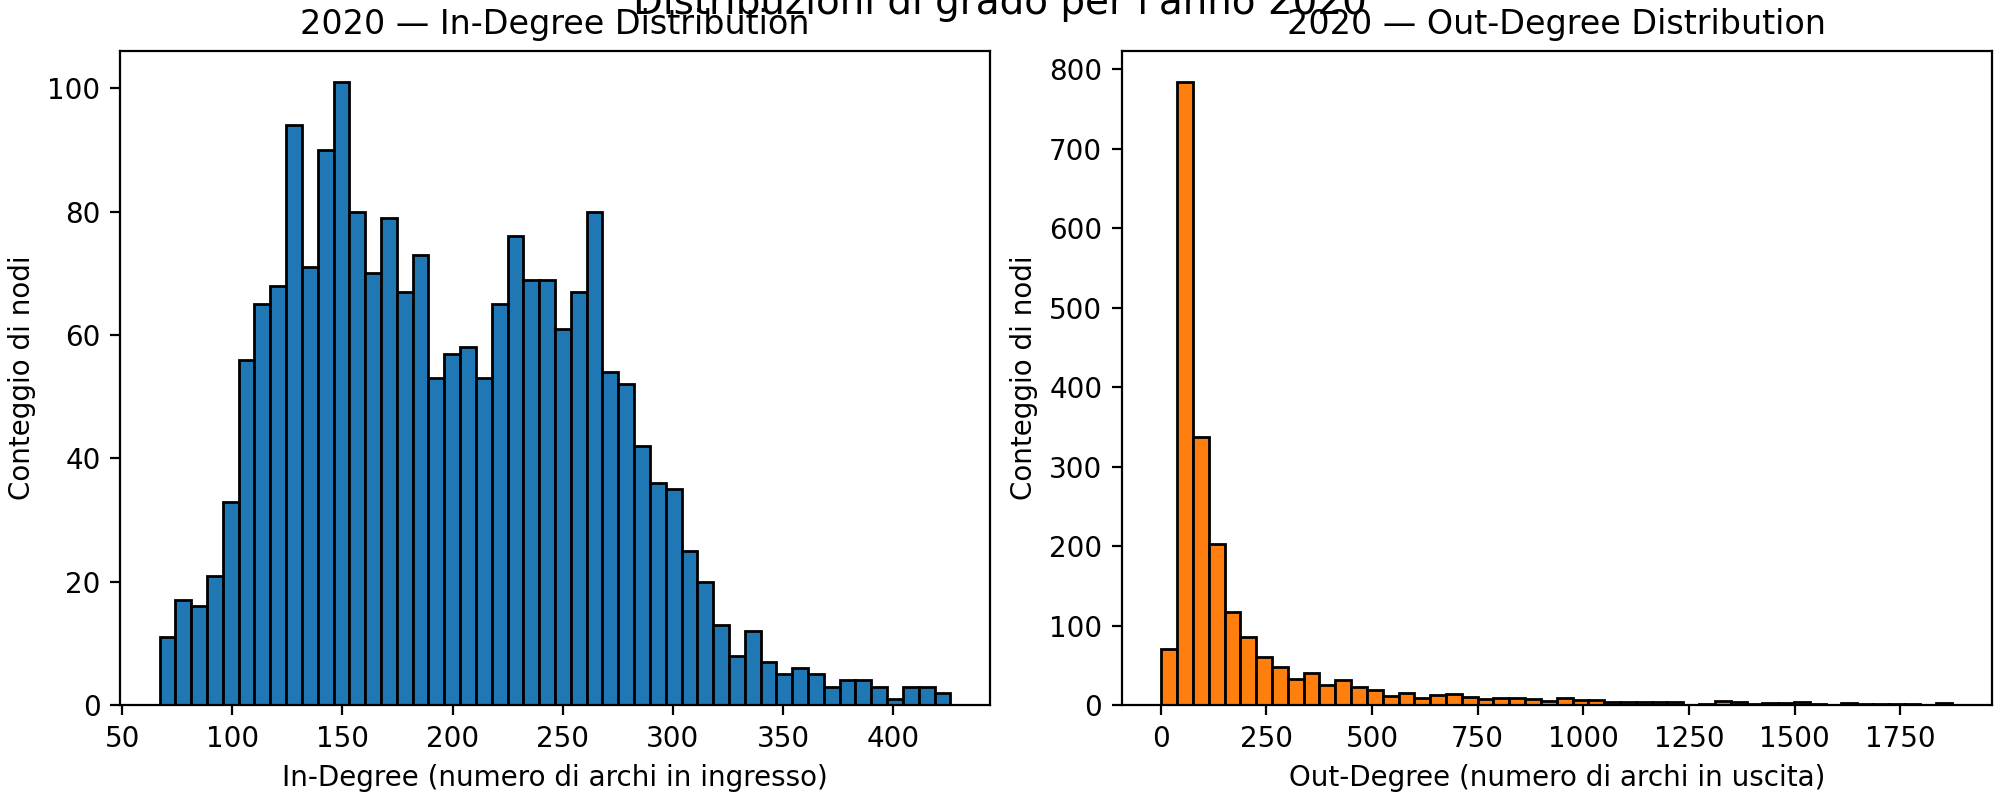 Distribuzioni di grado per l'anno 2020
2020 — In-Degree Distribution
Conteggio di nodi
100
80
60
40
20
0
50 100 150 200 250 300 350 400
In-Degree (numero di archi in ingresso)
2020 — Out-Degree Distribution
Conteggio di nodi
800
700
600
500
400
300
200
100
0
0 250 500 750 1000 1250 1500 1750
Out-Degree (numero di archi in uscita)